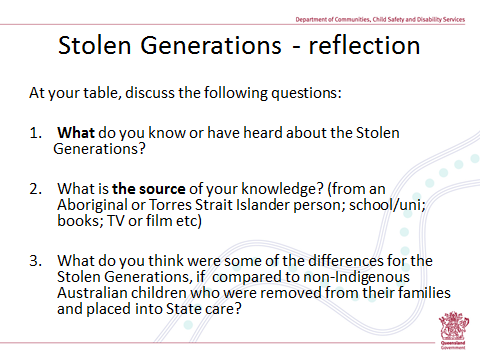 Department of Communities, Child Safety and Disability Services
Stolen Generations - reflection
At your table, discuss the following questions:
1. What do you know or have heard about the Stolen
Generations?
2. What is the source of your knowledge? (from an
Aboriginal or Torres Strait Islander person; school/uni;
books; TV or film etc)
3. What do you think were some of the differences for the
Stolen Generations, if compared to non-Indigenous
Australian children who were removed from their families
and placed into State care?
Queensland
Government